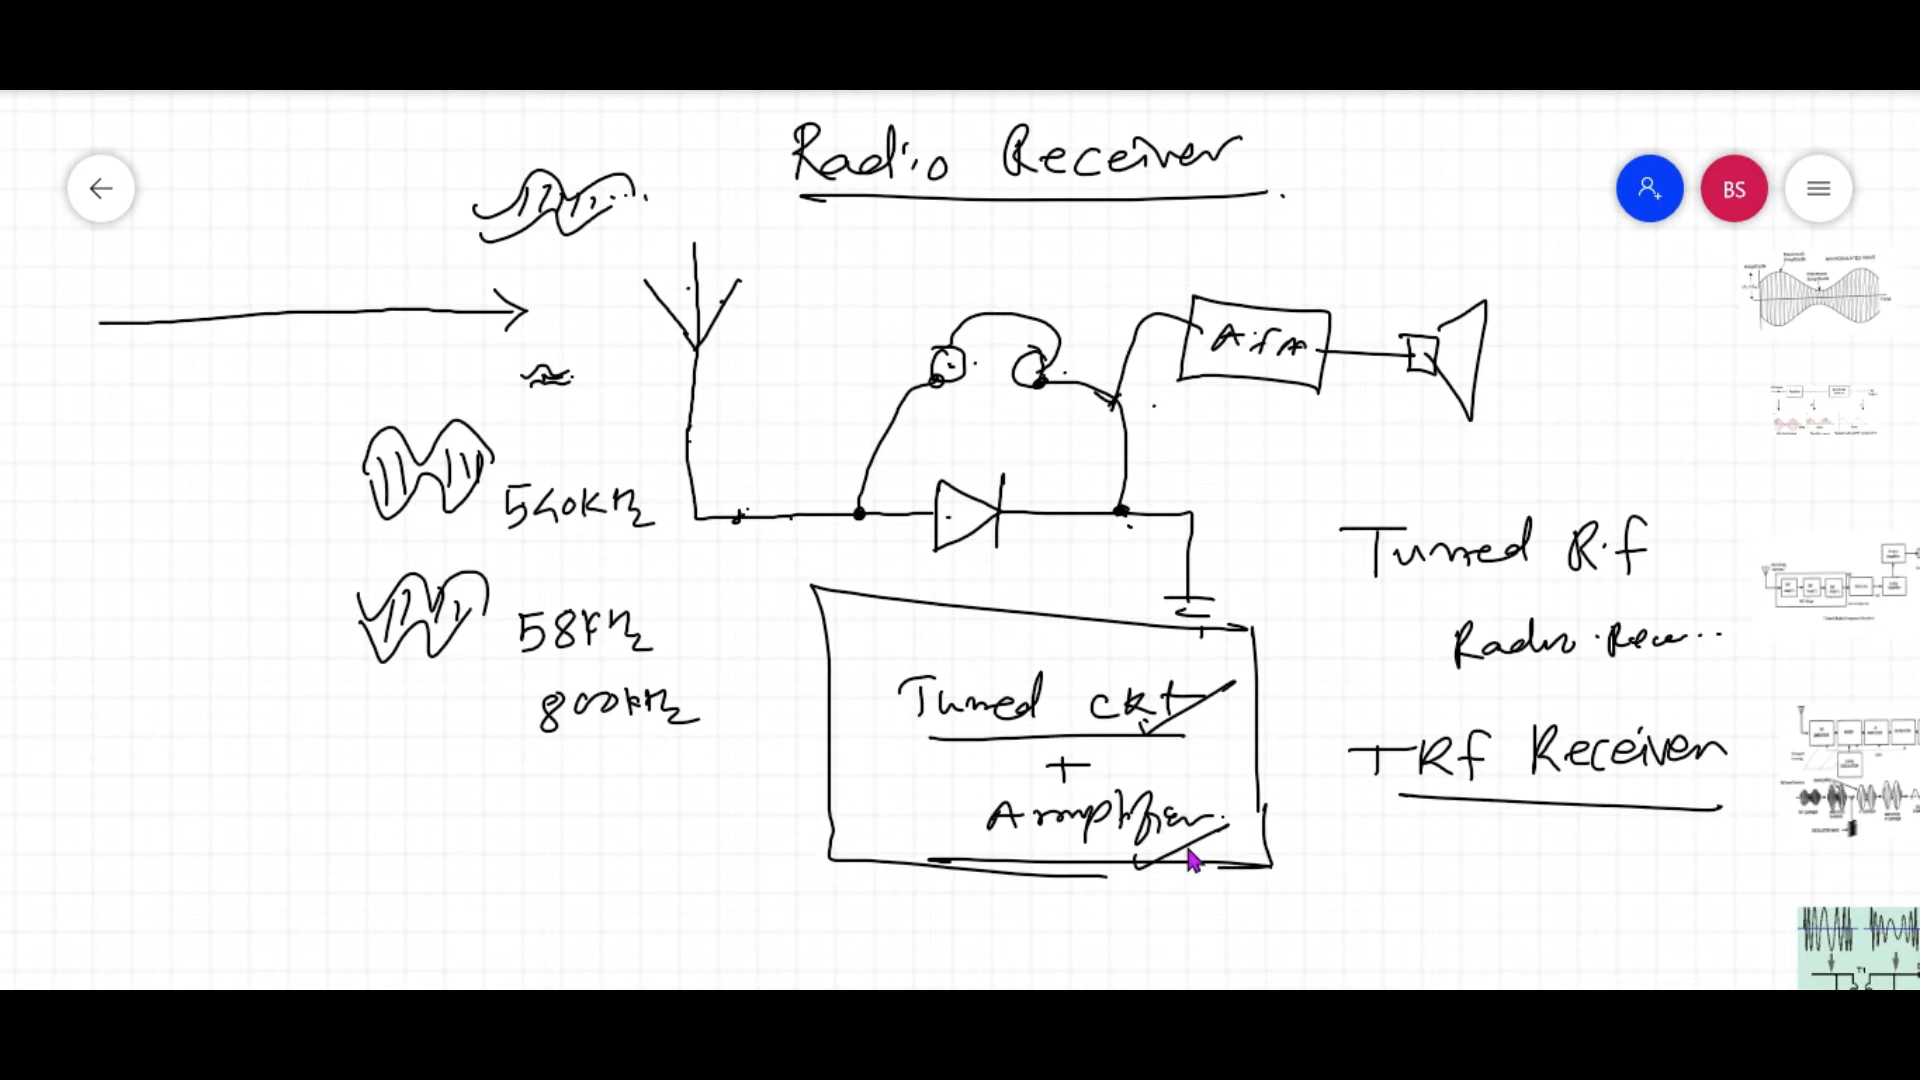 Radio Receiver
BS
A.f A
540kHz
58kHz
800kHz
Tuned R.f
Radio Rece...
TRf Receiver
Tuned ckt
+
Amplifier